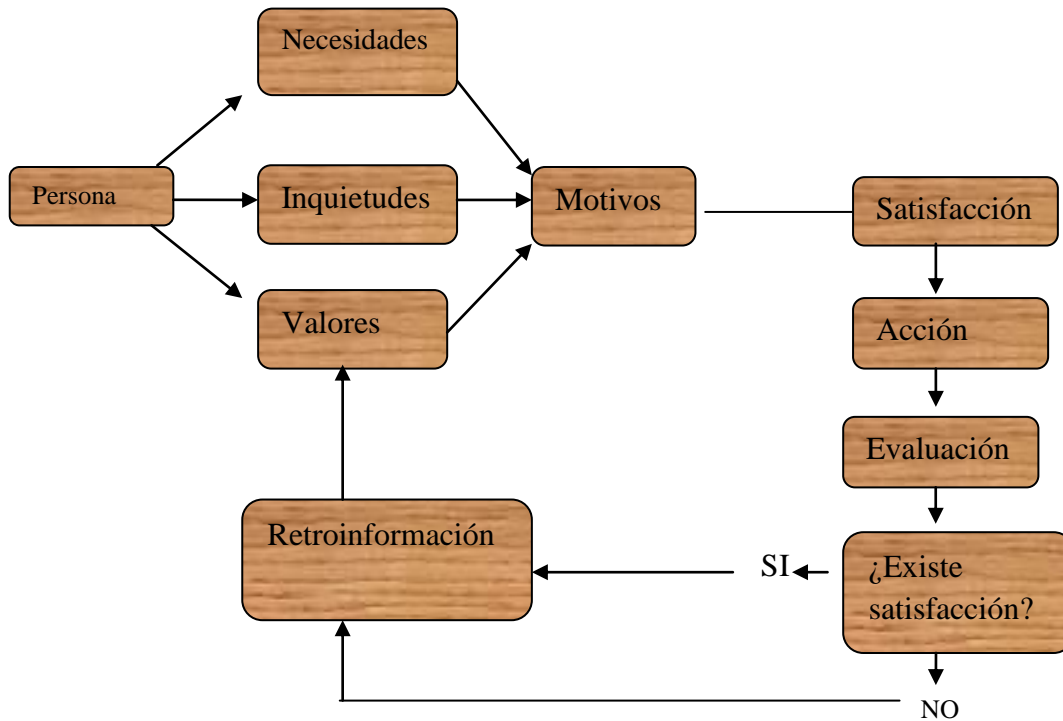 Necesidades
Persona
Inquietudes
Motivos
Satisfacción
Valores
Acción
Evaluación
Retroinformación
SI
¿Existe
satisfacción?
NO